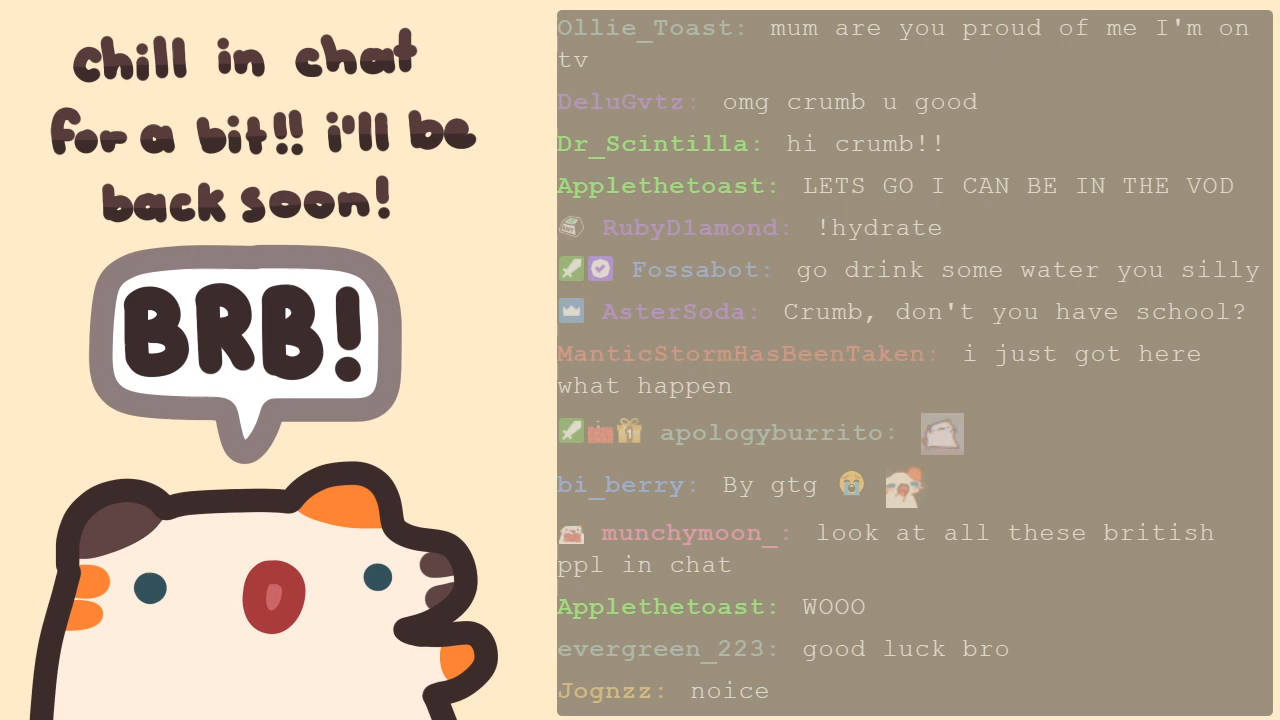 chill in chat
for a bit!! i'll be
back soon!
BRB!
Ollie_Toast: mum are you proud of me I'm on
tv
DeluGvtz: omg crumb u good
Dr_Scintilla: hi crumb!!
Applethetoast: LETS GO I CAN BE IN THE VOD
RubyD1amond: !hydrate
Fossabot: go drink some water you silly
AsterSoda: Crumb, don't you have school?
ManticStormHasBeenTaken: i just got here
what happen
apologyburrito:
bi_berry: By gtg 😭
munchymoon_: look at all these british
ppl in chat
Applethetoast: WOOO
evergreen_223: good luck bro
Jognzz: noice